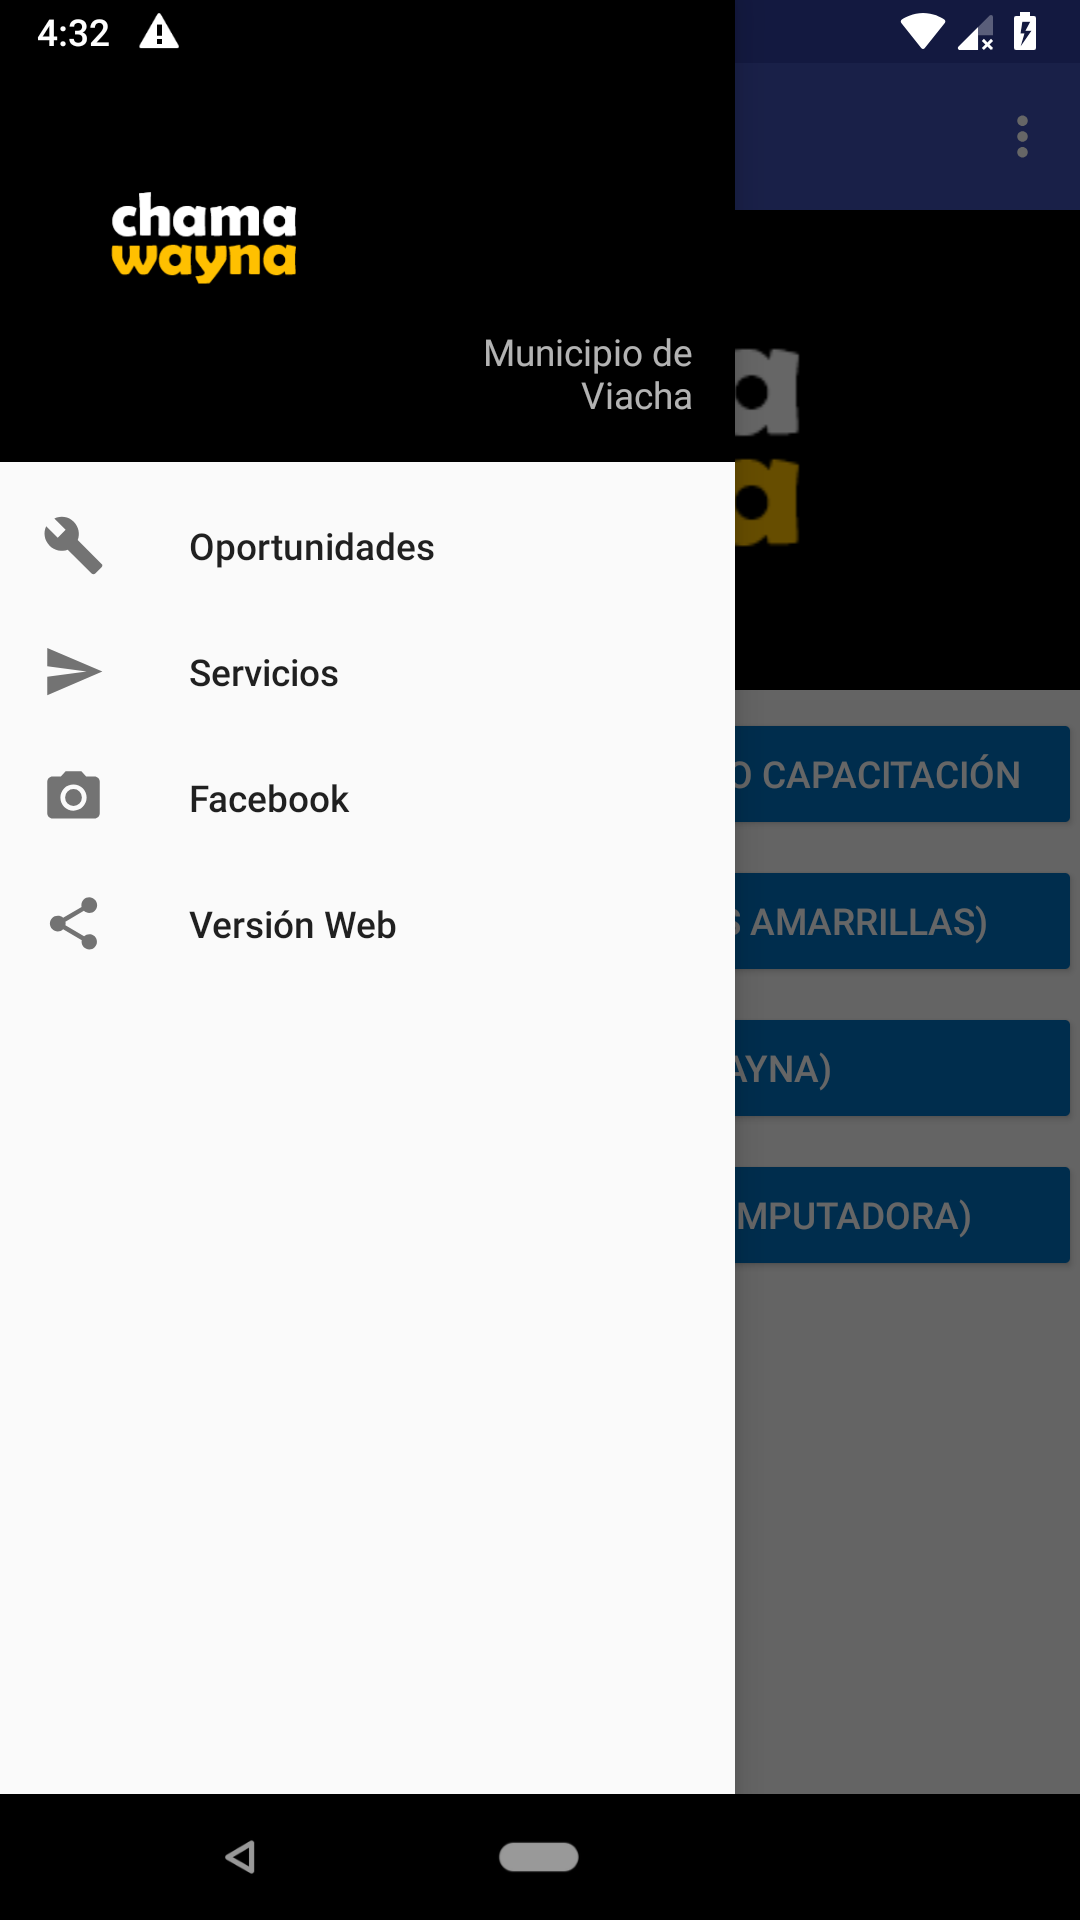 4:32
chama
wayna
Municipio de
Viacha
a
a
Oportunidades
Servicios
Facebook
Versión Web
O CAPACITACIÓN
S AMARRILLAS)
AYNA)
MPUTADORA)